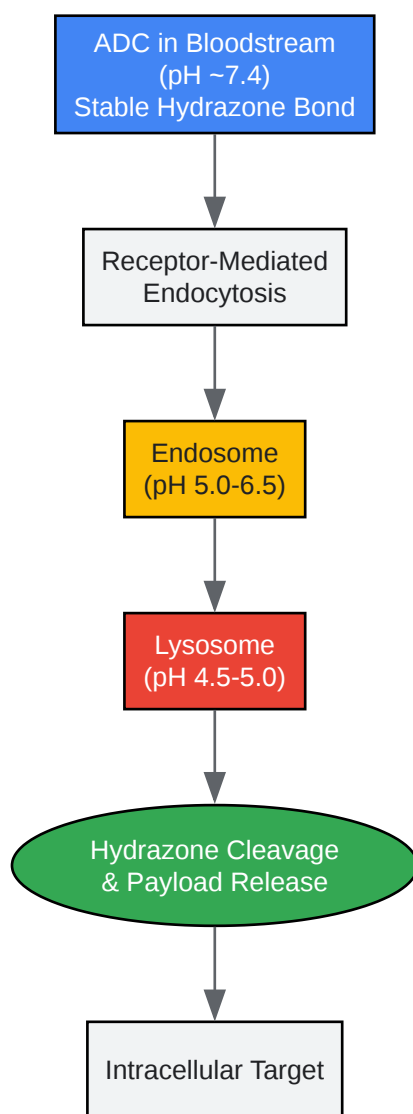 ADC in Bloodstream
(pH ~7.4)
Stable Hydrazone Bond
Receptor-Mediated
Endocytosis
Endosome
(pH 5.0-6.5)
Lysosome
(pH 4.5-5.0)
Hydrazone Cleavage
& Payload Release
Intracellular Target